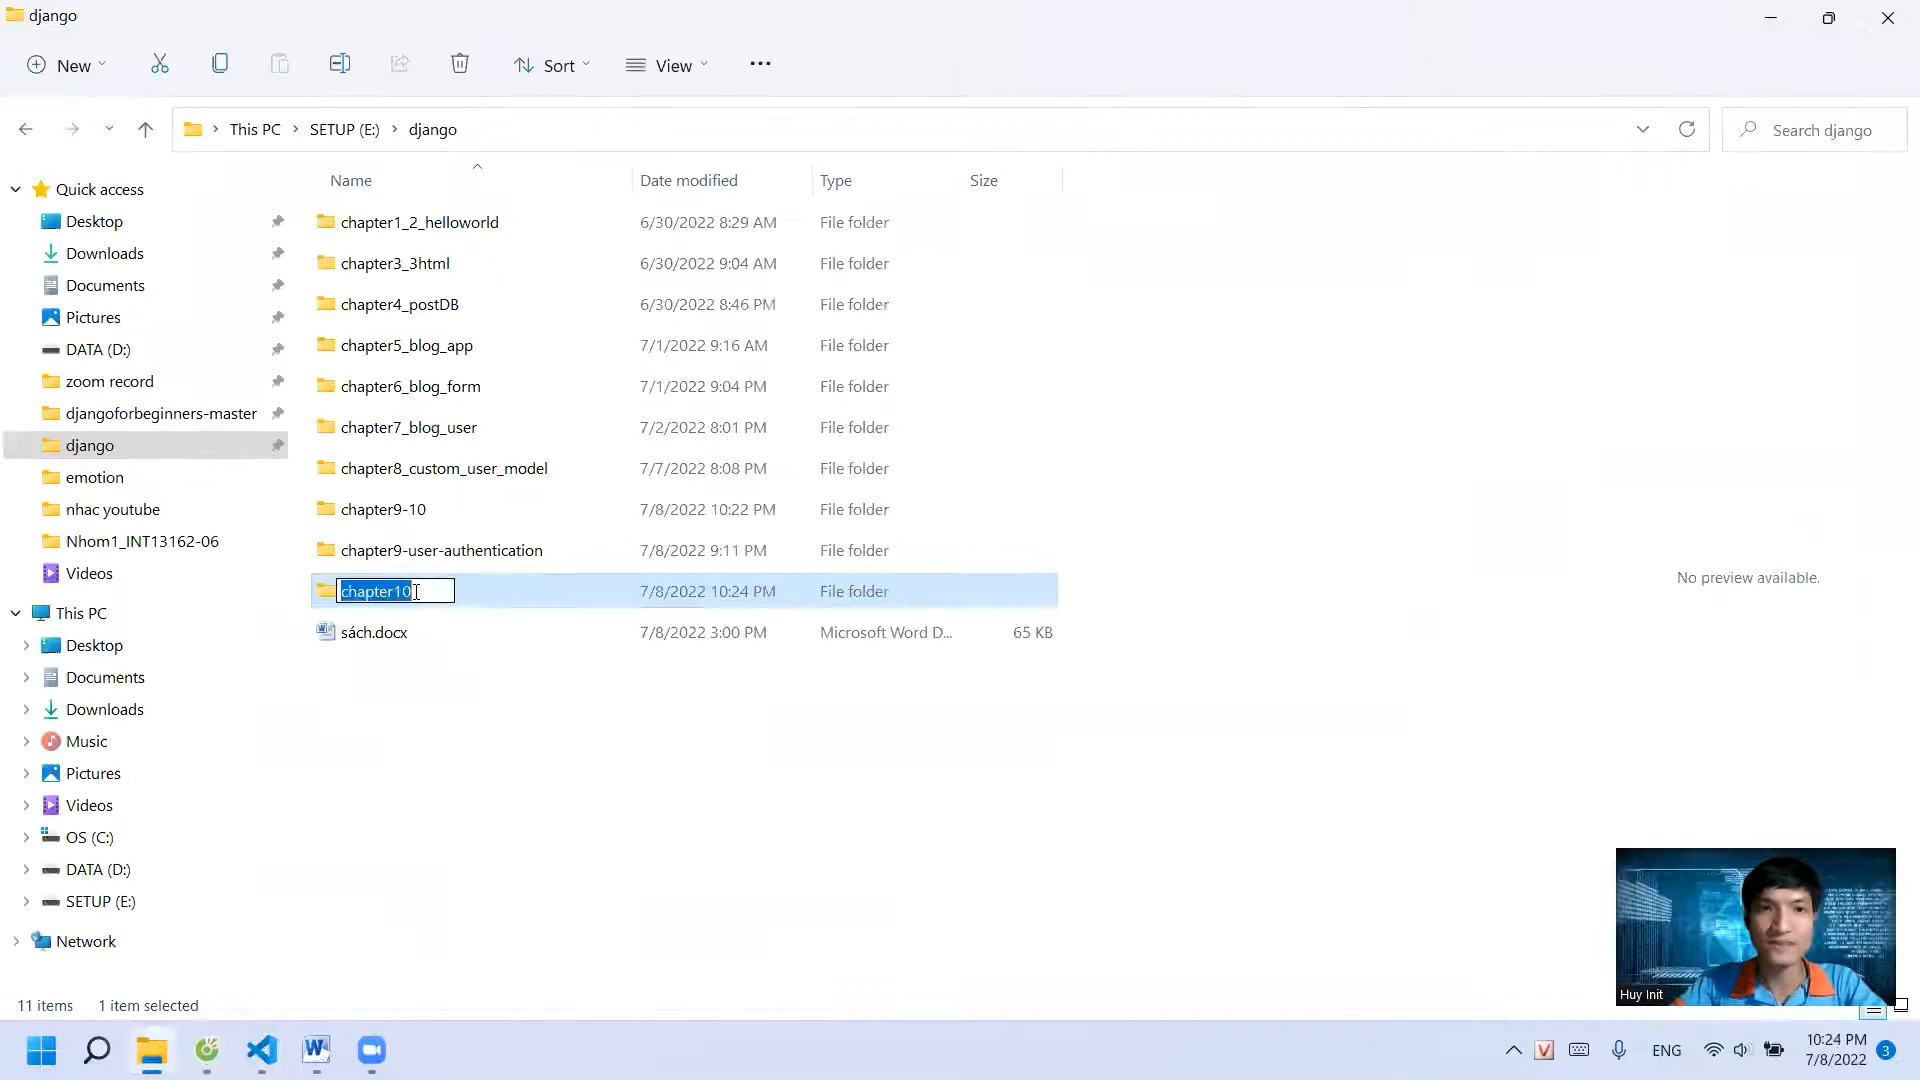 django
New
Sort
View
This PC
SETUP (E:)
django
Search django
Name
Date modified
Type
Size
Quick access
Desktop
Downloads
Documents
Pictures
DATA (D:)
zoom record
djangoforbeginners-master
django
emotion
nhac youtube
Nhom1_INT13162-06
Videos
This PC
Desktop
Documents
Downloads
Music
Pictures
Videos
OS (C:)
DATA (D:)
SETUP (E:)
Network
chapter1_2_helloworld 6/30/2022 8:29 AM File folder
chapter3_3html 6/30/2022 9:04 AM File folder
chapter4_postDB 6/30/2022 8:46 PM File folder
chapter5_blog_app 7/1/2022 9:16 AM File folder
chapter6_blog_form 7/1/2022 9:04 PM File folder
chapter7_blog_user 7/2/2022 8:01 PM File folder
chapter8_custom_user_model 7/7/2022 8:08 PM File folder
chapter9-10 7/8/2022 10:22 PM File folder
chapter9-user-authentication 7/8/2022 9:11 PM File folder
chapter10 7/8/2022 10:24 PM File folder
sách.docx 7/8/2022 3:00 PM Microsoft Word D... 65 KB
No preview available.
Huy Init
11 items 1 item selected
ENG
10:24 PM
7/8/2022
3